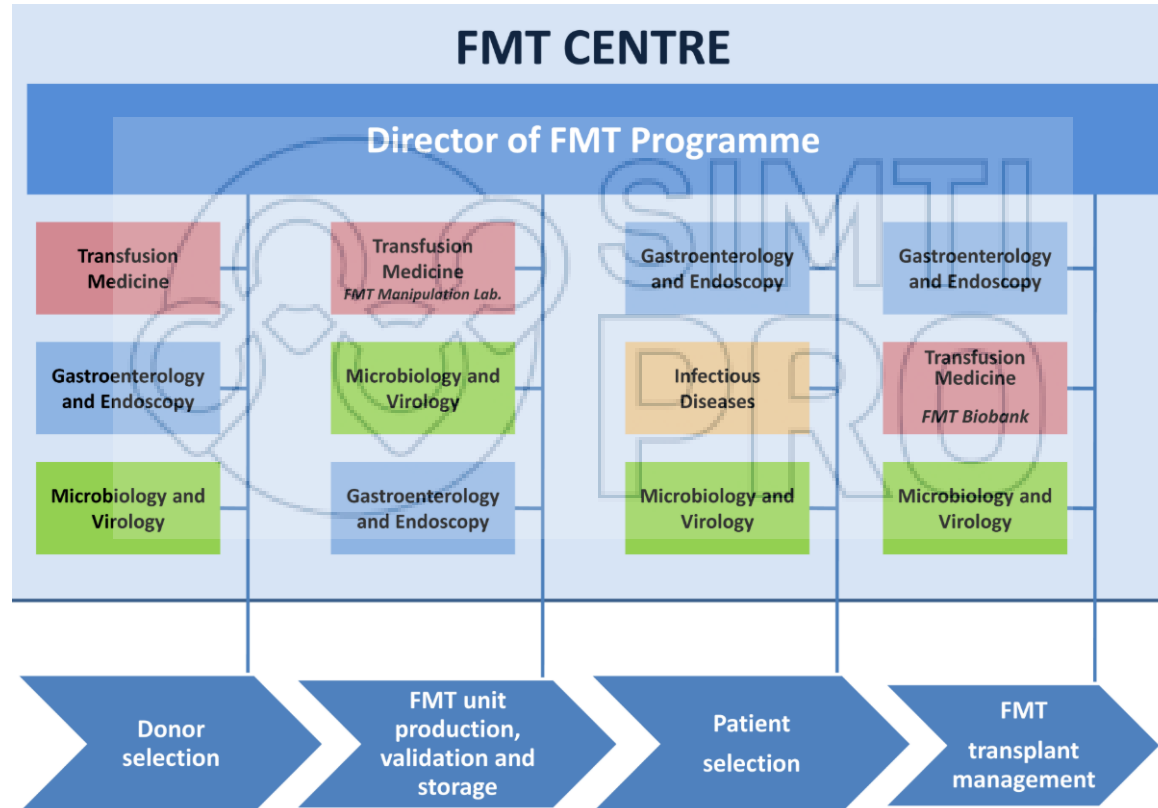 FMT CENTRE
Director of FMT Programme
SIMTI
PRO
Transfusion
Medicine
Gastroenterology
and Endoscopy
Microbiology and
Virology
Transfusion
Medicine
FMT Manipulation Lab.
Microbiology and
Virology
Gastroenterology
and Endoscopy
Gastroenterology
and Endoscopy
Infectious
Diseases
Microbiology and
Virology
Gastroenterology
and Endoscopy
Transfusion
Medicine
FMT Biobank
Microbiology and
Virology
Donor
selection
FMT unit
production,
validation and
storage
Patient
selection
FMT
transplant
management